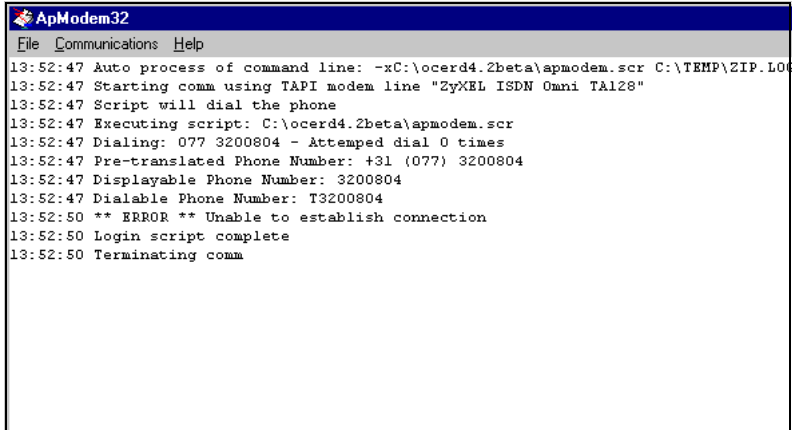 ApModem32
File Communications Help
13:52:47 Auto process of command line: -xC:\ocerd4.2beta\apmodem.scr C:\TEMP\ZIP.LOG
13:52:47 Starting comm using TAPI modem line "ZyXEL ISDN Omni TA128"
13:52:47 Script will dial the phone
13:52:47 Executing script: C:\ocerd4.2beta\apmodem.scr
13:52:47 Dialing: 077 3200804 - Attemped dial 0 times
13:52:47 Pre-translated Phone Number: +31 (077) 3200804
13:52:47 Displayable Phone Number: 3200804
13:52:47 Dialable Phone Number: T3200804
13:52:50 ** ERROR ** Unable to establish connection
13:52:50 Login script complete
13:52:50 Terminating comm